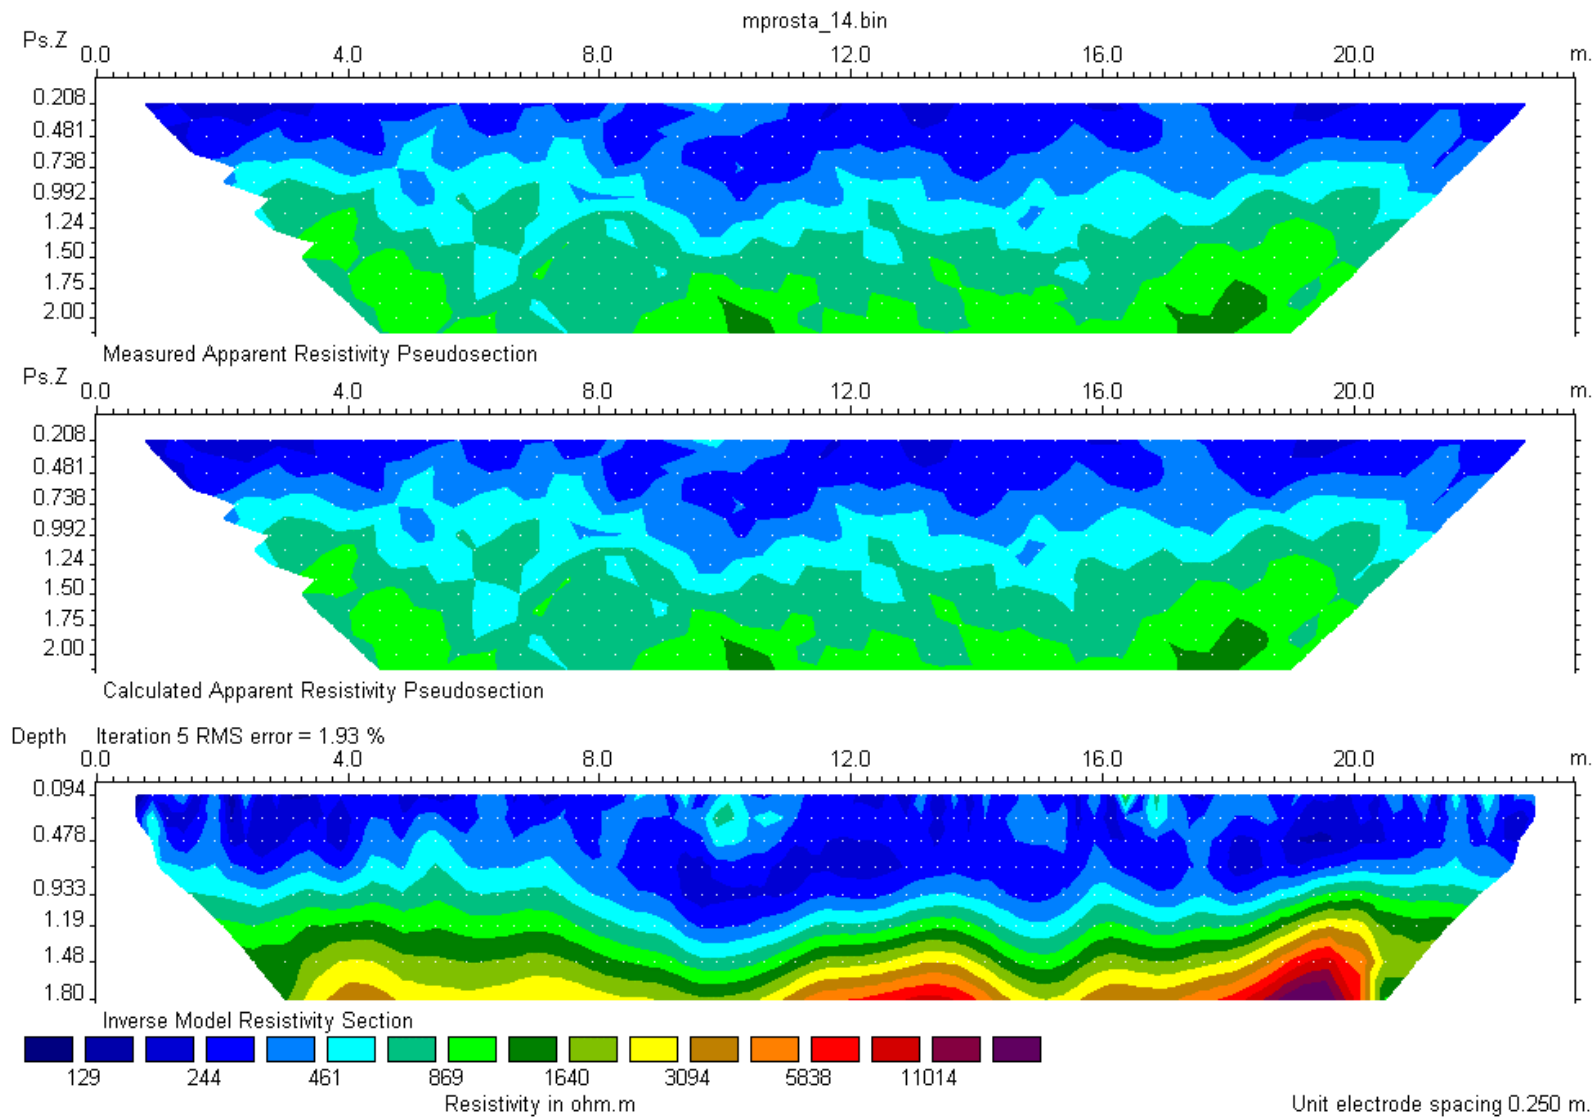 mprosta_14.bin
Ps.Z 0.0 4.0 8.0 12.0 16.0 20.0 m.
0.208
0.481
0.738
0.992
1.24
1.50
1.75
2.00
Measured Apparent Resistivity Pseudosection
Ps.Z 0.0 4.0 8.0 12.0 16.0 20.0 m.
0.208
0.481
0.738
0.992
1.24
1.50
1.75
2.00
Calculated Apparent Resistivity Pseudosection
Depth Iteration 5 RMS error = 1.93 %
0.0 4.0 8.0 12.0 16.0 20.0 m.
0.094
0.478
0.933
1.19
1.48
1.80
Inverse Model Resistivity Section
129 244 461 869 1640 3094 5838 11014
Resistivity in ohm.m
Unit electrode spacing 0.250 m.